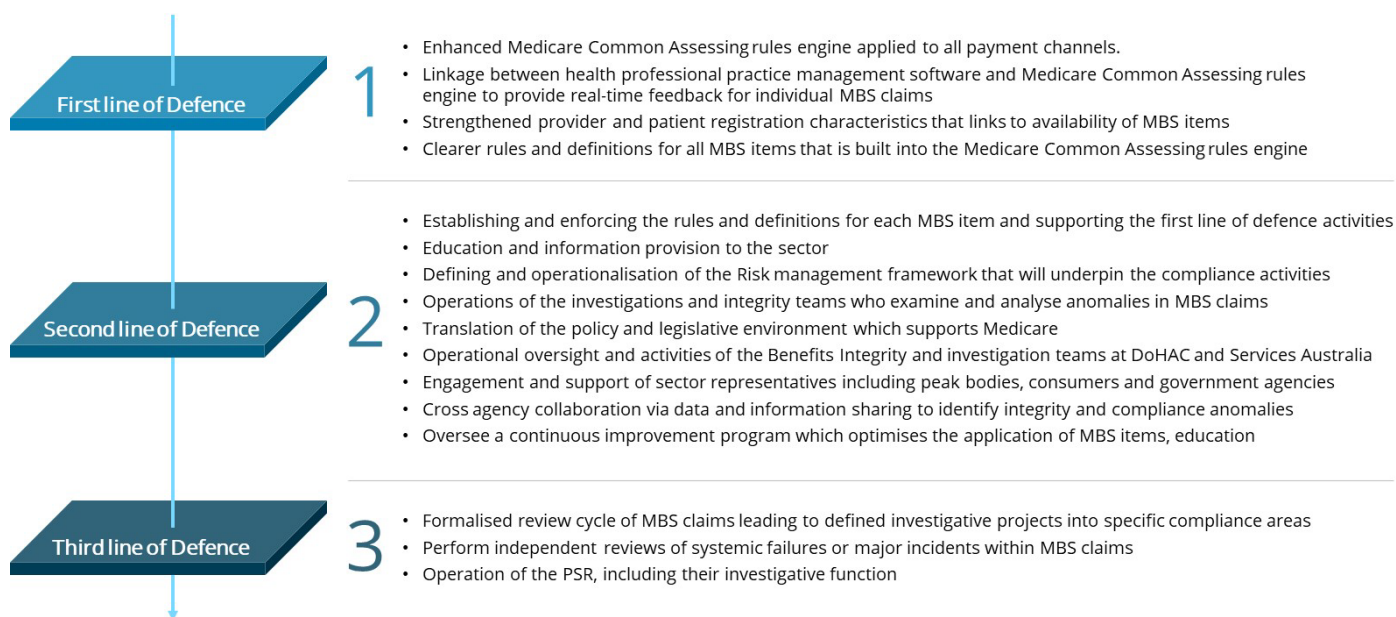 First line of Defence
1
• Enhanced Medicare Common Assessing rules engine applied to all payment channels.
• Linkage between health professional practice management software and Medicare Common Assessing rules
engine to provide real-time feedback for individual MBS claims
• Strengthened provider and patient registration characteristics that links to availability of MBS items
• Clearer rules and definitions for all MBS items that is built into the Medicare Common Assessing rules engine
Second line of Defence
2
• Establishing and enforcing the rules and definitions for each MBS item and supporting the first line of defence activities
• Education and information provision to the sector
• Defining and operationalisation of the Risk management framework that will underpin the compliance activities
• Operations of the investigations and integrity teams who examine and analyse anomalies in MBS claims
• Translation of the policy and legislative environment which supports Medicare
• Operational oversight and activities of the Benefits Integrity and investigation teams at DoHAC and Services Australia
• Engagement and support of sector representatives including peak bodies, consumers and government agencies
• Cross agency collaboration via data and information sharing to identify integrity and compliance anomalies
• Oversee a continuous improvement program which optimises the application of MBS items, education
Third line of Defence
3
• Formalised review cycle of MBS claims leading to defined investigative projects into specific compliance areas
• Perform independent reviews of systemic failures or major incidents within MBS claims
• Operation of the PSR, including their investigative function